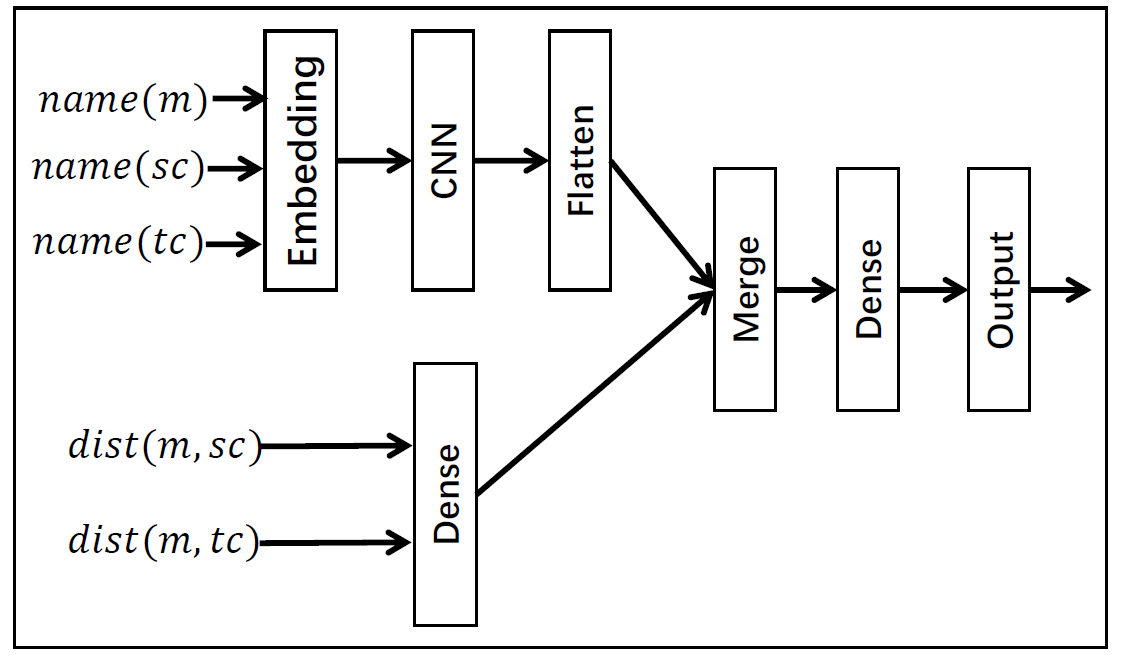 name(m)
name(sc)
name(tc)
Embedding
CNN
Flatten
dist(m, sc)
dist(m, tc)
Dense
Merge
Dense
Output